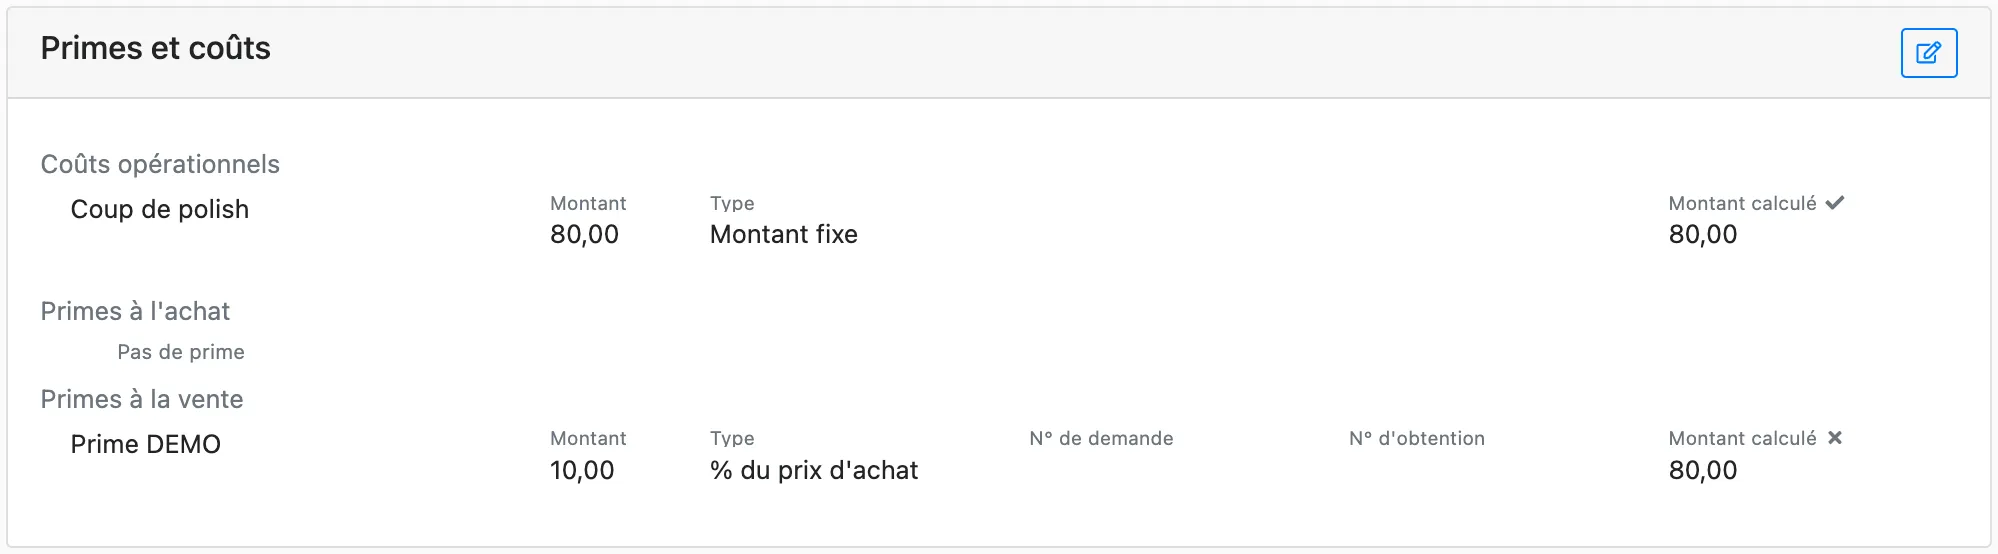 Primes et coûts
Coûts opérationnels
Coup de polish
Montant
Type
Montant calculé
80,00
Montant fixe
80,00
Primes à l'achat
Pas de prime
Primes à la vente
Prime DEMO
Montant
Type
N° de demande
N° d'obtention
Montant calculé
10,00
% du prix d'achat
80,00